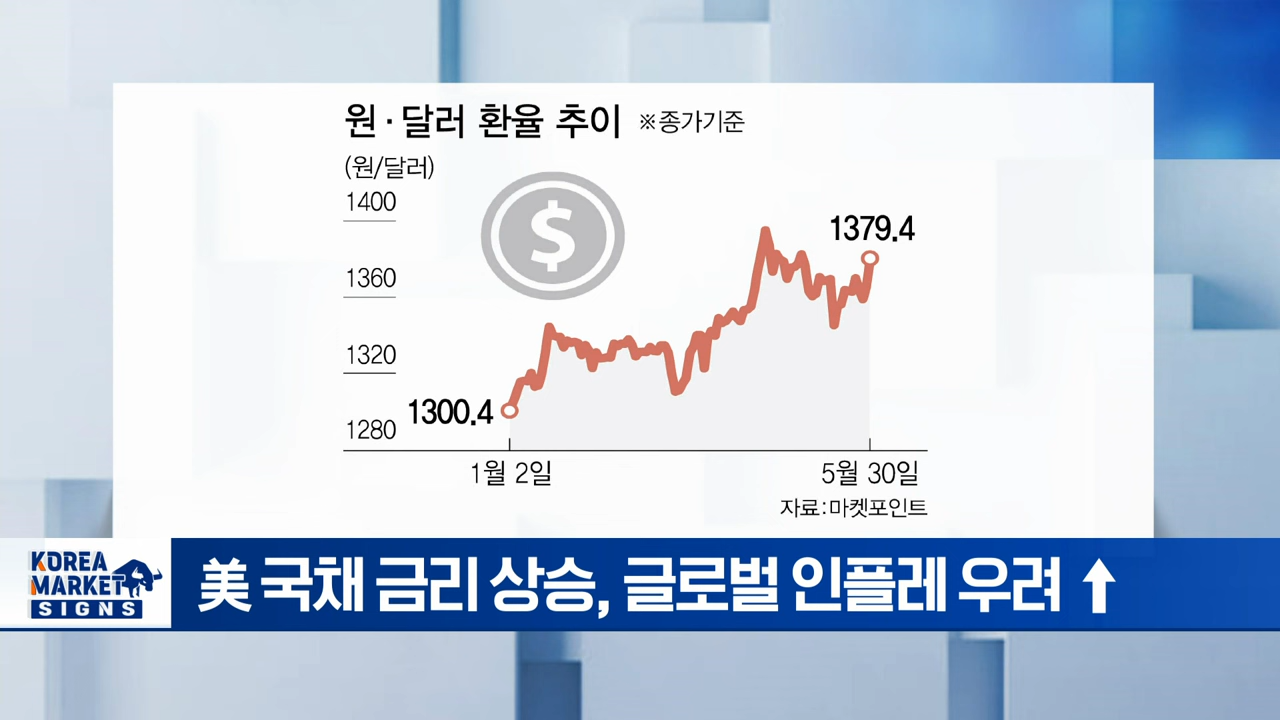 원·달러 환율 추이 ※종가기준
(원/달러)
1400
$
1379.4
1360
1320
1300.4
1280
1월 2일
5월 30일
자료:마켓포인트
KOREA
MARKET
SIGNS
美 국채 금리 상승, 글로벌 인플레 우려 ↑